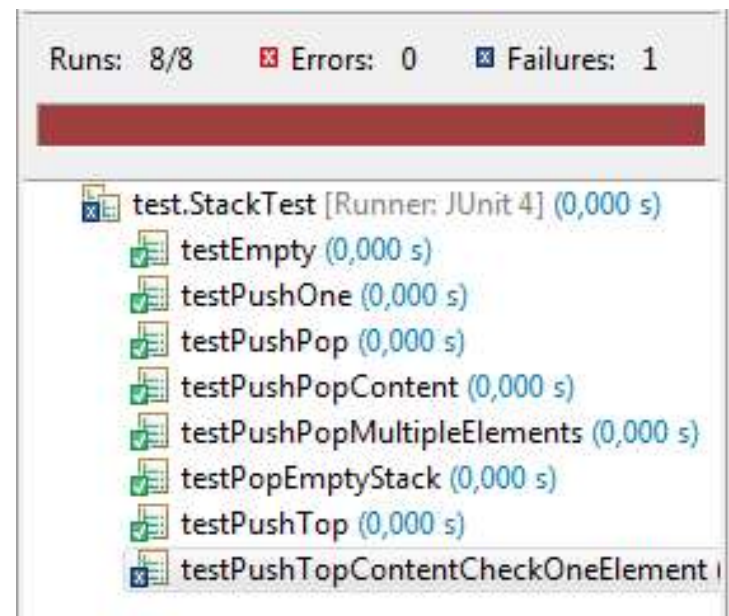 Runs: 8/8 Errors: 0 Failures: 1
test.StackTest [Runner: JUnit 4] (0,000 s)
testEmpty (0,000 s)
testPushOne (0,000 s)
testPushPop (0,000 s)
testPushPopContent (0,000 s)
testPushPopMultipleElements (0,000 s)
testPopEmptyStack (0,000 s)
testPushTop (0,000 s)
testPushTopContentCheckOneElement (